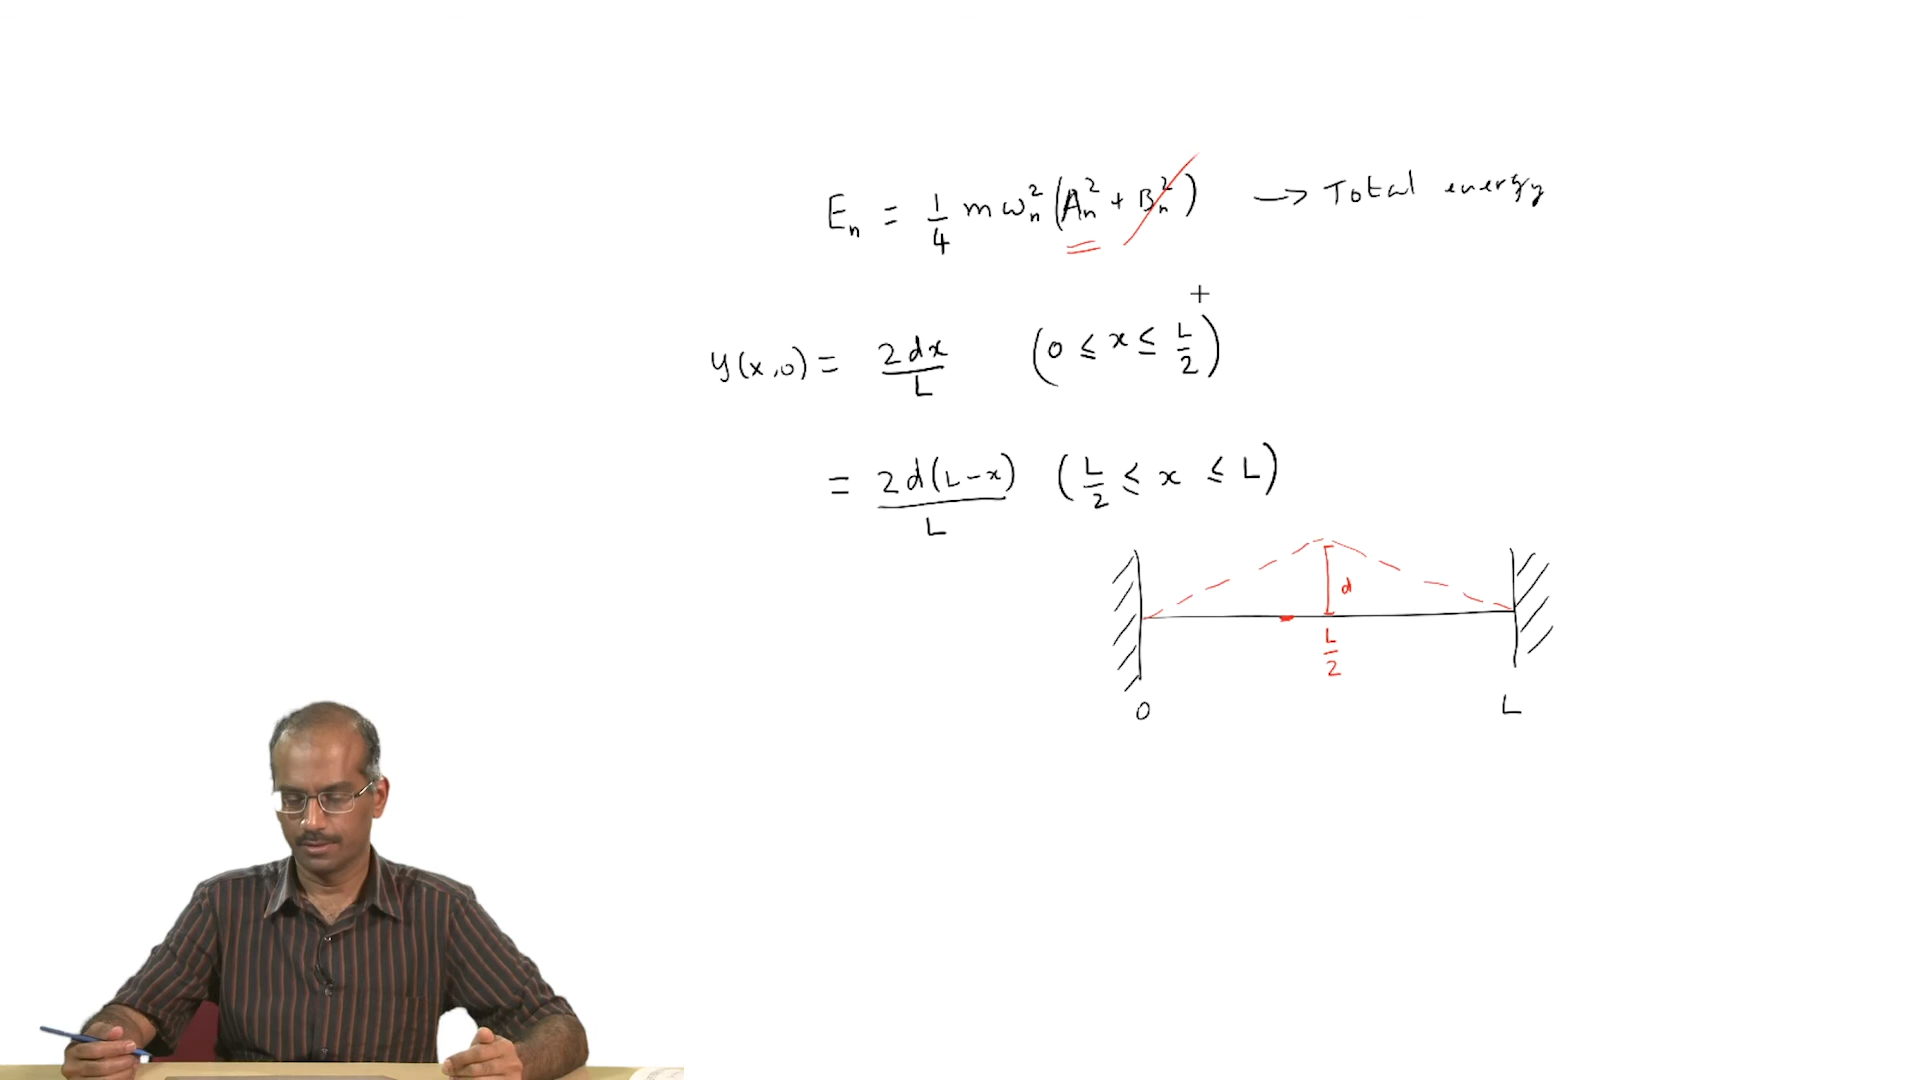 Eₙ = 1/4 m ωₙ² (Aₙ² + Bₙ²) → Total energy
y(x,0) = 2dx/L (0 ≤ x ≤ L/2)
= 2d(L-x)/L (L/2 ≤ x ≤ L)
d
L/2
0 L